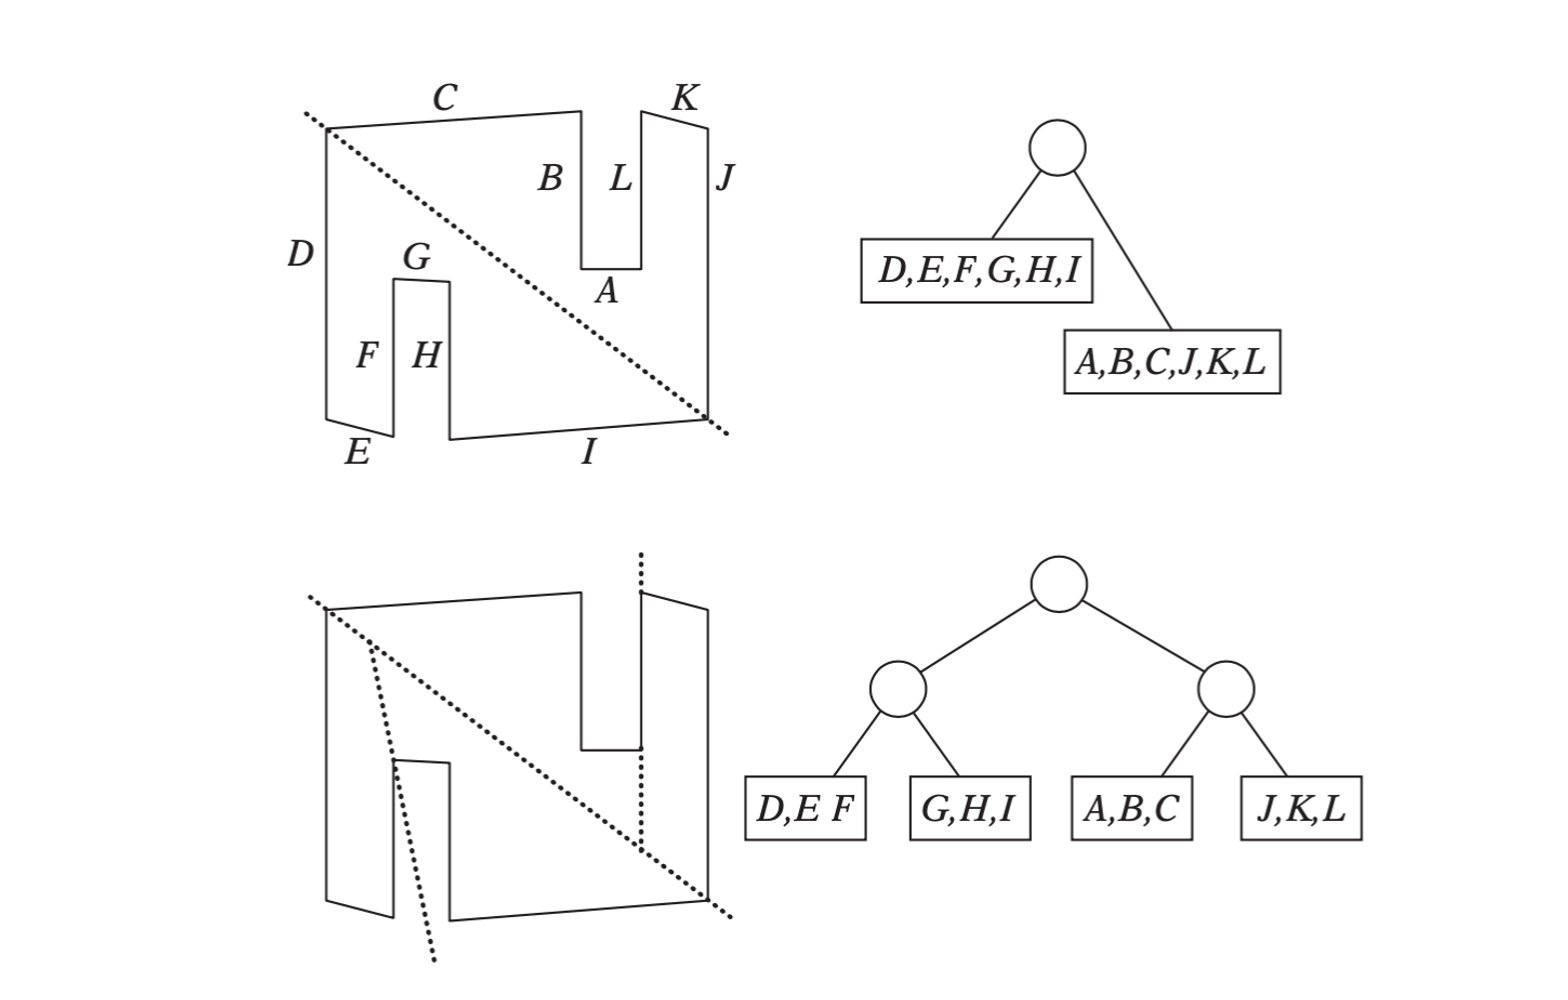 C
K
B
L
J
D
G
A
F
H
E
I
D,E,F,G,H,I
A,B,C,J,K,L
D,E F
G,H,I
A,B,C
J,K,L